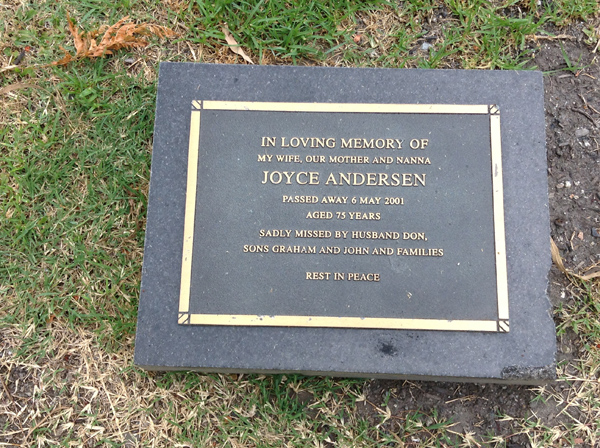 IN LOVING MEMORY OF
MY WIFE, OUR MOTHER AND NANNA
JOYCE ANDERSEN
PASSED AWAY 6 MAY 2001
AGED 75 YEARS
SADLY MISSED BY HUSBAND DON,
SONS GRAHAM AND JOHN AND FAMILIES
REST IN PEACE